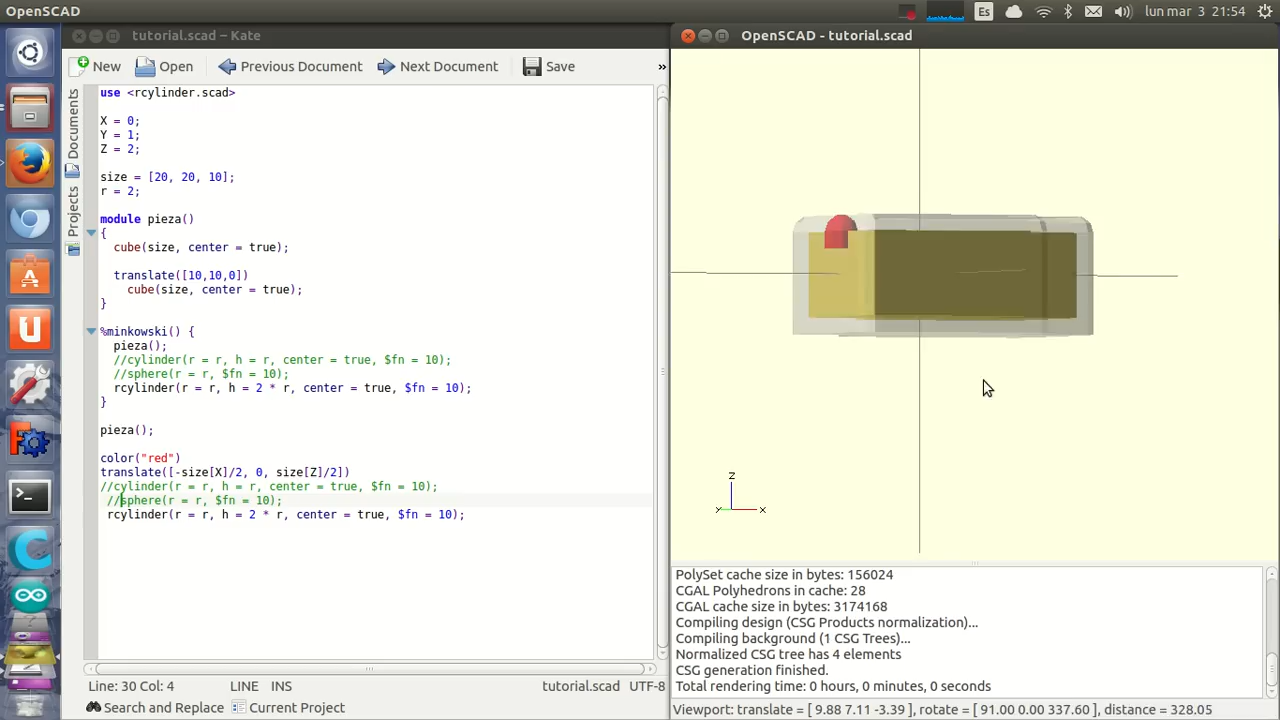 OpenSCAD
Es
lun mar 3 21:54
tutorial.scad – Kate
OpenSCAD - tutorial.scad
New
Open
Previous Document
Next Document
Save
»
Documents
Projects
use <rcylinder.scad>
X = 0;
Y = 1;
Z = 2;
size = [20, 20, 10];
r = 2;
module pieza()
{
cube(size, center = true);
translate([10,10,0])
cube(size, center = true);
}
%minkowski() {
pieza();
//cylinder(r = r, h = r, center = true, $fn = 10);
//sphere(r = r, $fn = 10);
rcylinder(r = r, h = 2 * r, center = true, $fn = 10);
}
pieza();
color("red")
translate([-size[X]/2, 0, size[Z]/2])
//cylinder(r = r, h = r, center = true, $fn = 10);
//sphere(r = r, $fn = 10);
rcylinder(r = r, h = 2 * r, center = true, $fn = 10);
Line: 30 Col: 4
LINE
INS
tutorial.scad
UTF-8
Search and Replace
Current Project
Z
Y
X
PolySet cache size in bytes: 156024
CGAL Polyhedrons in cache: 28
CGAL cache size in bytes: 3174168
Compiling design (CSG Products normalization)...
Compiling background (1 CSG Trees)...
Normalized CSG tree has 4 elements
CSG generation finished.
Total rendering time: 0 hours, 0 minutes, 0 seconds
Viewport: translate = [ 9.88 7.11 -3.39 ], rotate = [ 91.00 0.00 337.60 ], distance = 328.05